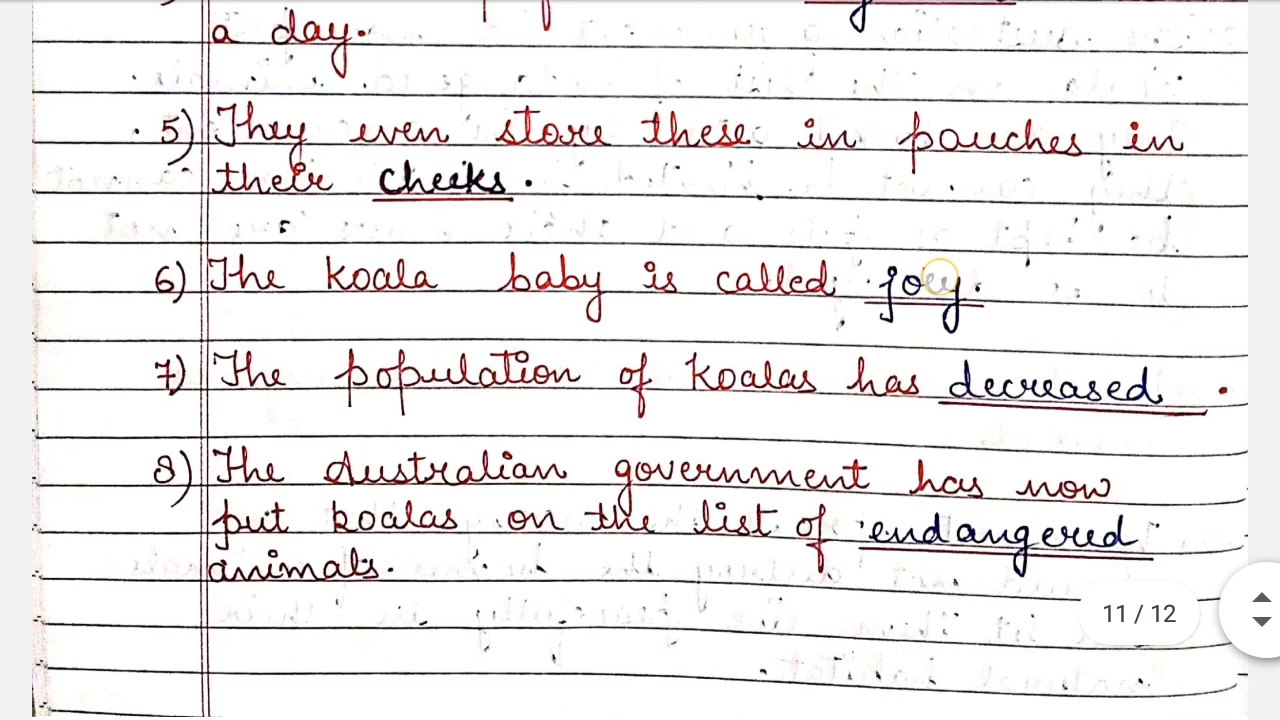 a day.
5) They even store these in pouches in
their cheeks.
6) The koala baby is called joey.
7) The population of koalas has decreased.
8) The Australian government has now
put koalas on the list of endangered
animals.
11 / 12